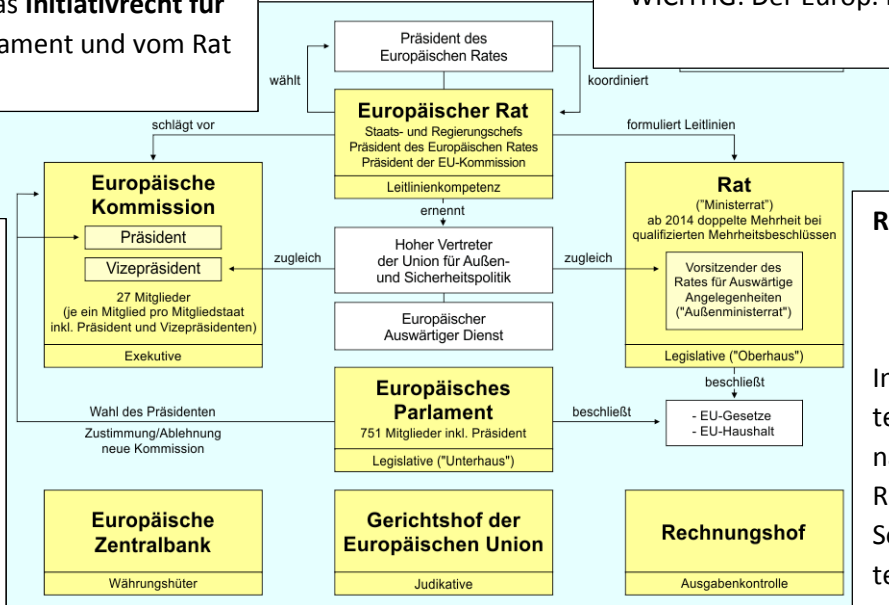 as Initiativrecht für
ament und vom Rat
WICHTIG: Der Europ.
Präsident des
Europäischen Rates
wählt
koordiniert
Europäischer Rat
Staats- und Regierungschefs
Präsident des Europäischen Rates
Präsident der EU-Kommission
Leitlinienkompetenz
schlägt vor
formuliert Leitlinien
ernennt
Europäische
Kommission
Präsident
Vizepräsident
27 Mitglieder
(je ein Mitglied pro Mitgliedstaat
inkl. Präsident und Vizepräsidenten)
Exekutive
zugleich
Hoher Vertreter
der Union für Außen-
und Sicherheitspolitik
Europäischer
Auswärtiger Dienst
zugleich
Rat
("Ministerrat")
ab 2014 doppelte Mehrheit bei
qualifizierten Mehrheitsbeschlüssen
Vorsitzender des
Rates für Auswärtige
Angelegenheiten
("Außenministerrat")
Legislative ("Oberhaus")
beschließt
Wahl des Präsidenten
Zustimmung/Ablehnung
neue Kommission
Europäisches
Parlament
751 Mitglieder inkl. Präsident
Legislative ("Unterhaus")
beschließt
- EU-Gesetze
- EU-Haushalt
Europäische
Zentralbank
Währungshüter
Gerichtshof der
Europäischen Union
Judikative
Rechnungshof
Ausgabenkontrolle
R
In
te
na
R
te